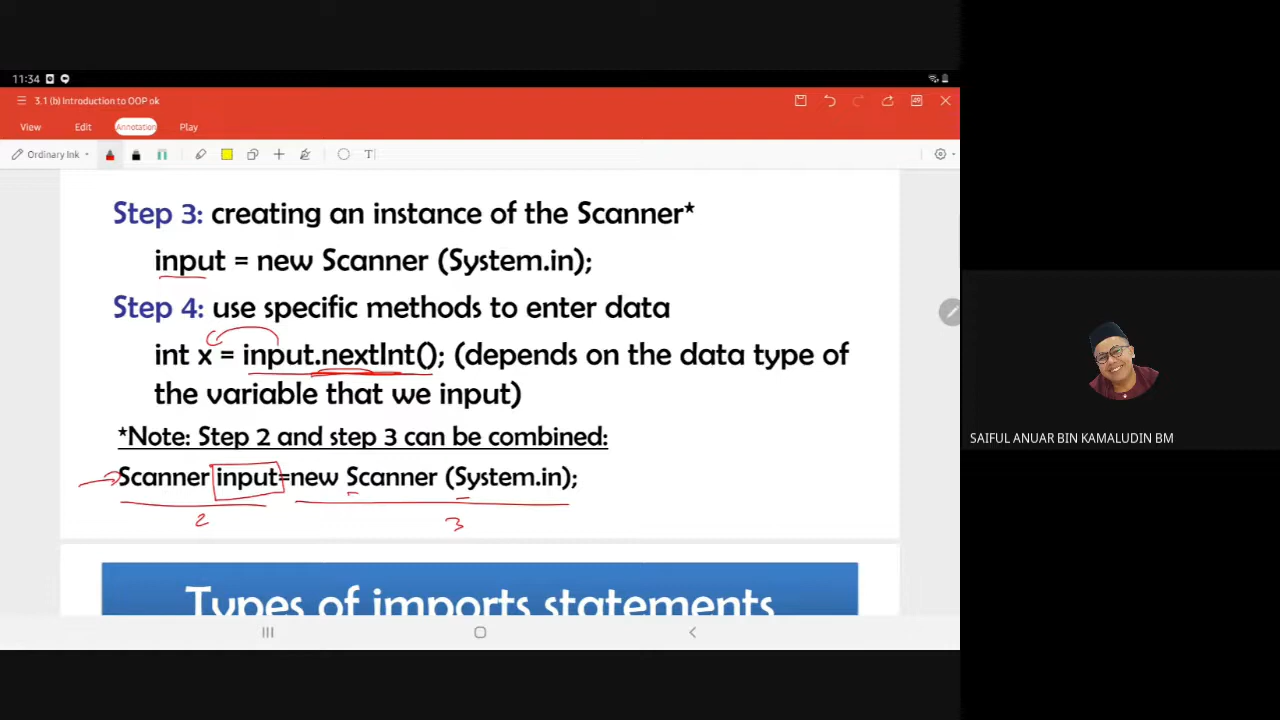 11:34
3.1 (b) Introduction to OOP ok
View Edit Annotation Play
Ordinary Ink T
Step 3: creating an instance of the Scanner*
input = new Scanner (System.in);
Step 4: use specific methods to enter data
int x = input.nextInt(); (depends on the data type of
the variable that we input)
*Note: Step 2 and step 3 can be combined:
Scanner input=new Scanner (System.in);
2 3
Types of imports statements
SAIFUL ANUAR BIN KAMALUDIN BM